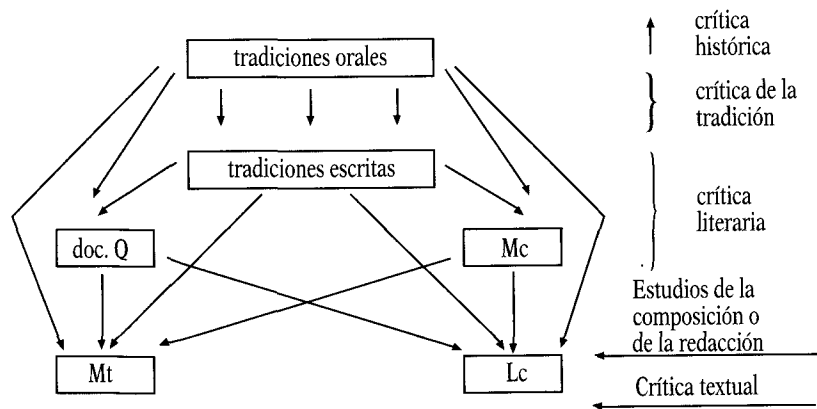 tradiciones orales
crítica
histórica
crítica de la
tradición
tradiciones escritas
crítica
literaria
doc. Q
Mc
Estudios de la
composición o
de la redacción
Mt
Lc
Crítica textual